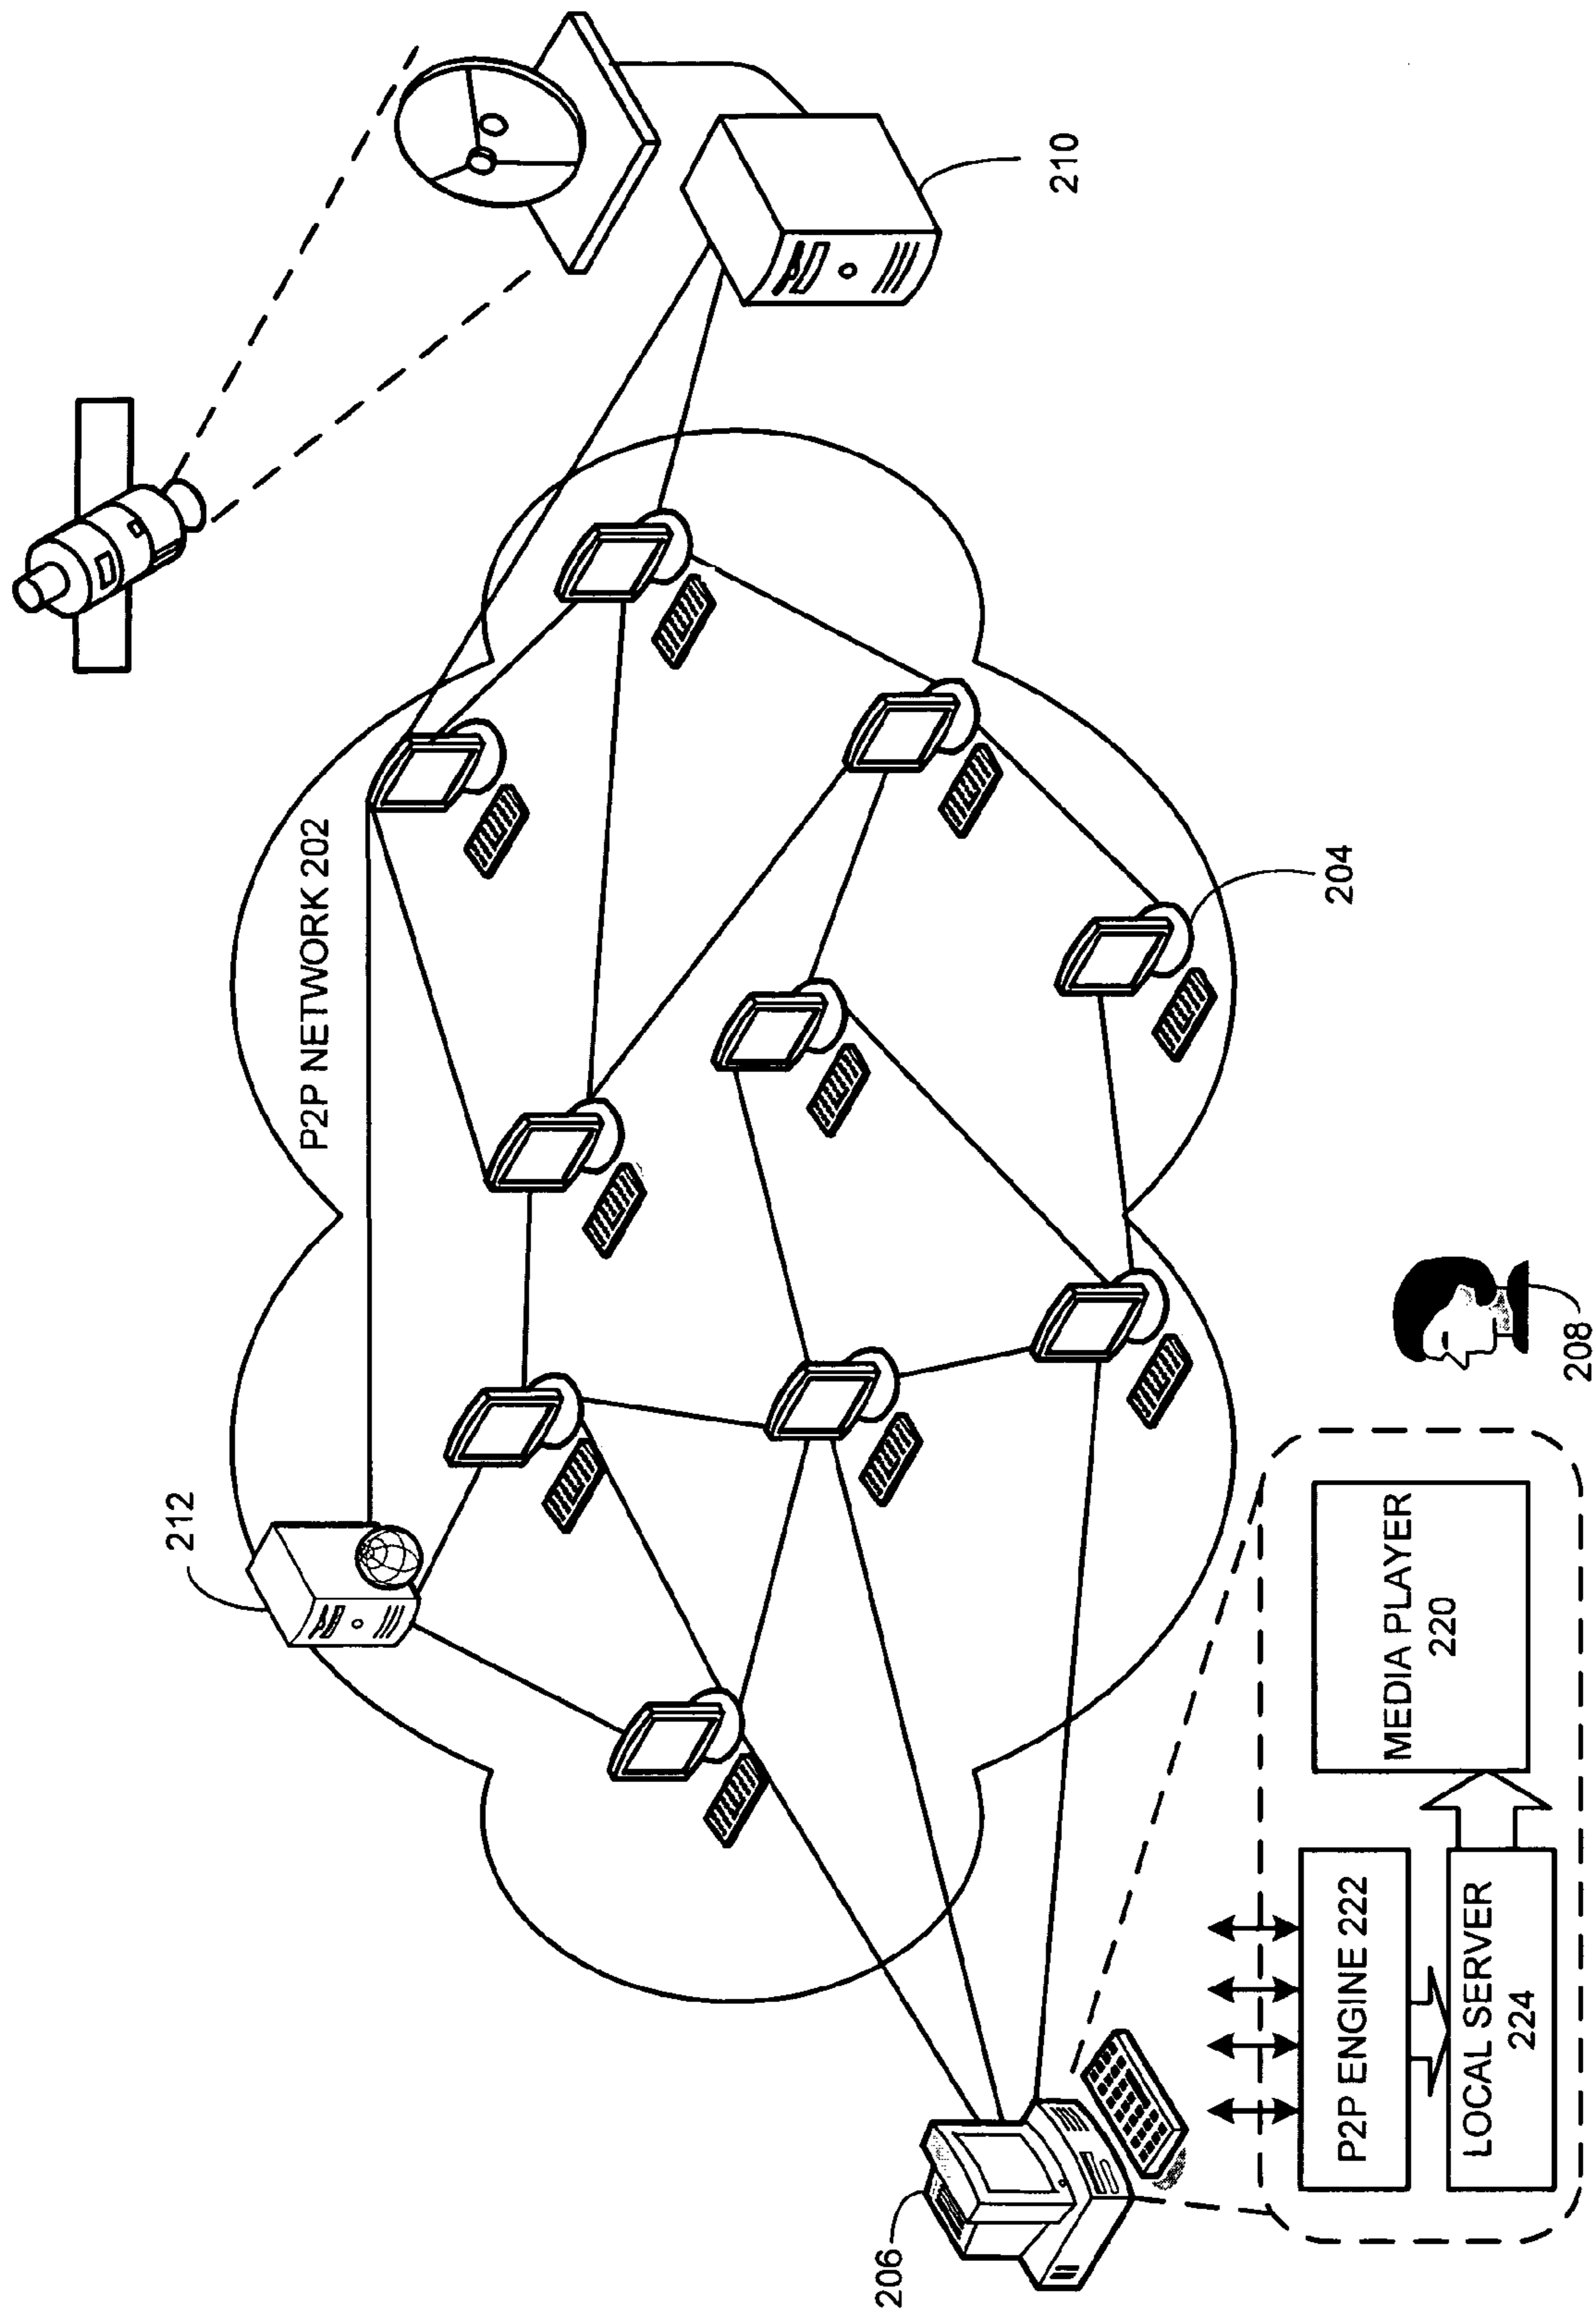 P2P NETWORK 202
212
210
204
206
208
P2P ENGINE 222
LOCAL SERVER
224
MEDIA PLAYER
220